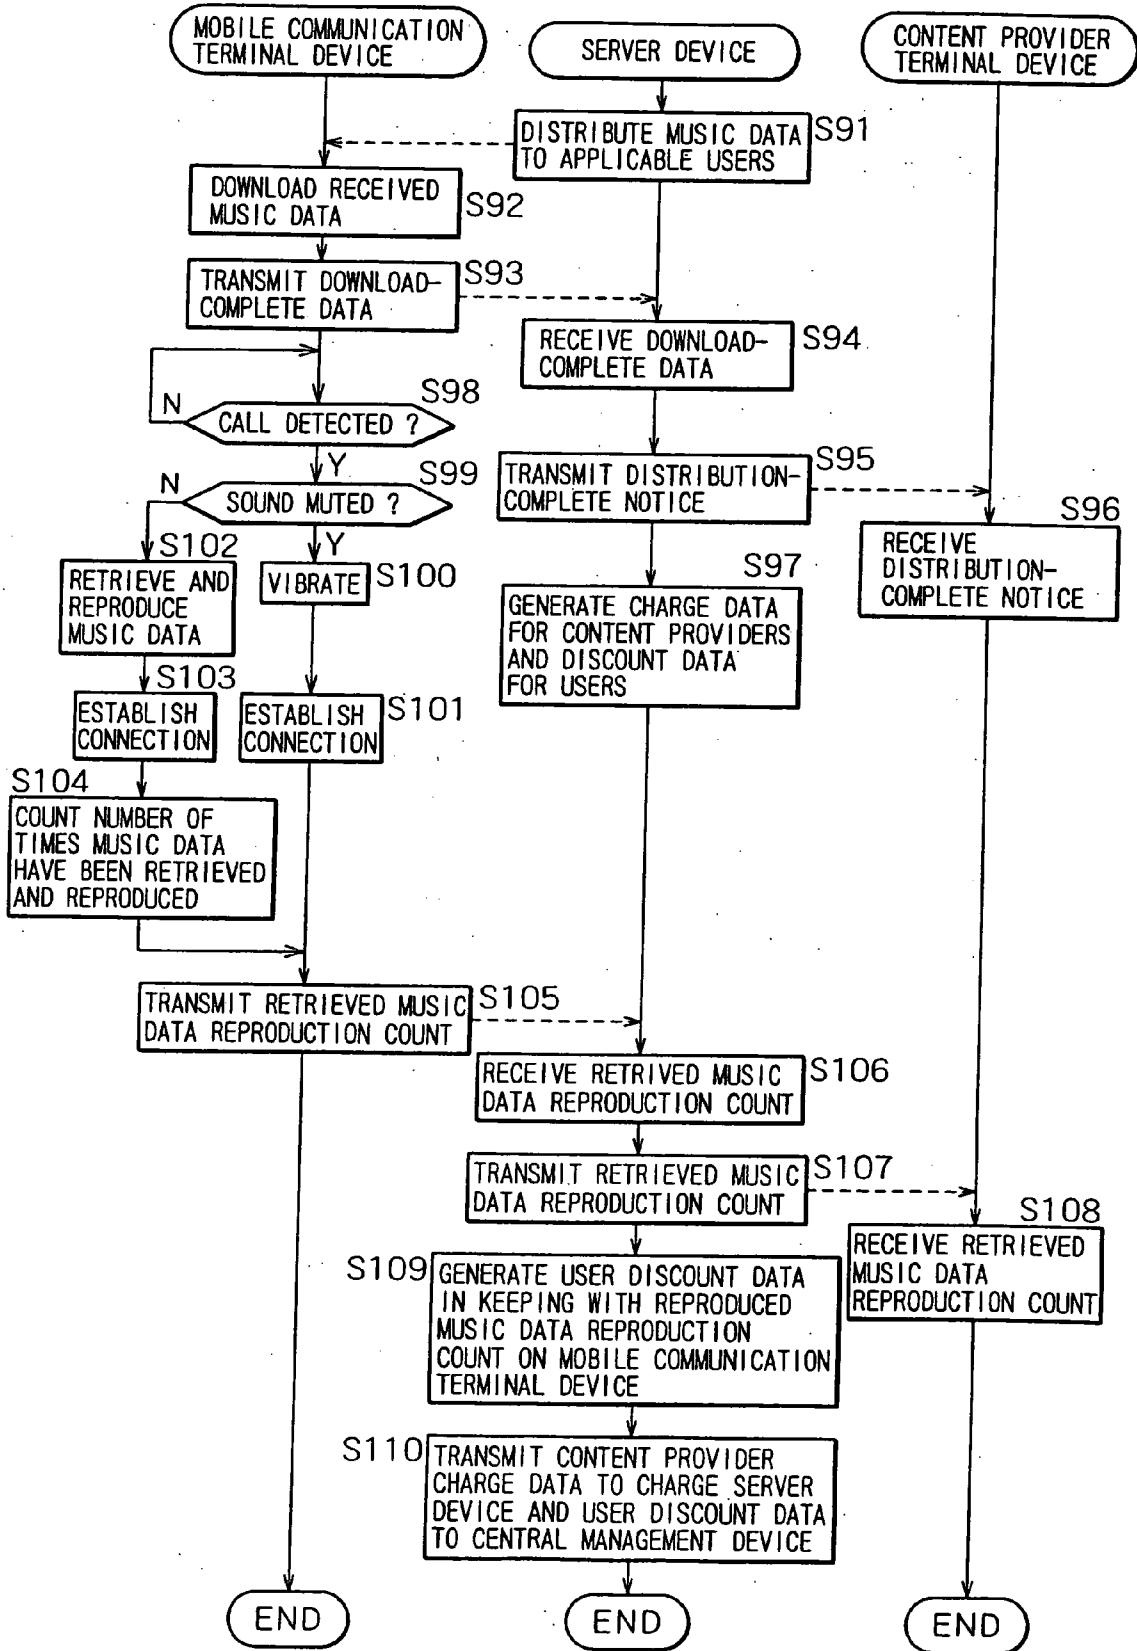 MOBILE COMMUNICATION
TERMINAL DEVICE
SERVER DEVICE
CONTENT PROVIDER
TERMINAL DEVICE
DISTRIBUTE MUSIC DATA
TO APPLICABLE USERS
S91
DOWNLOAD RECEIVED
MUSIC DATA
S92
TRANSMIT DOWNLOAD-
COMPLETE DATA
S93
RECEIVE DOWNLOAD-
COMPLETE DATA
S94
N
CALL DETECTED ?
S98
Y
TRANSMIT DISTRIBUTION-
COMPLETE NOTICE
S95
N
SOUND MUTED ?
S99
Y
RECEIVE
DISTRIBUTION-
COMPLETE NOTICE
S96
S102
RETRIEVE AND
REPRODUCE
MUSIC DATA
VIBRATE
S100
S97
GENERATE CHARGE DATA
FOR CONTENT PROVIDERS
AND DISCOUNT DATA
FOR USERS
S103
ESTABLISH
CONNECTION
ESTABLISH
CONNECTION
S101
S104
COUNT NUMBER OF
TIMES MUSIC DATA
HAVE BEEN RETRIEVED
AND REPRODUCED
TRANSMIT RETRIEVED MUSIC
DATA REPRODUCTION COUNT
S105
RECEIVE RETRIVED MUSIC
DATA REPRODUCTION COUNT
S106
TRANSMIT RETRIEVED MUSIC
DATA REPRODUCTION COUNT
S107
S108
RECEIVE RETRIEVED
MUSIC DATA
REPRODUCTION COUNT
S109
GENERATE USER DISCOUNT DATA
IN KEEPING WITH REPRODUCED
MUSIC DATA REPRODUCTION
COUNT ON MOBILE COMMUNICATION
TERMINAL DEVICE
S110
TRANSMIT CONTENT PROVIDER
CHARGE DATA TO CHARGE SERVER
DEVICE AND USER DISCOUNT DATA
TO CENTRAL MANAGEMENT DEVICE
END
END
END